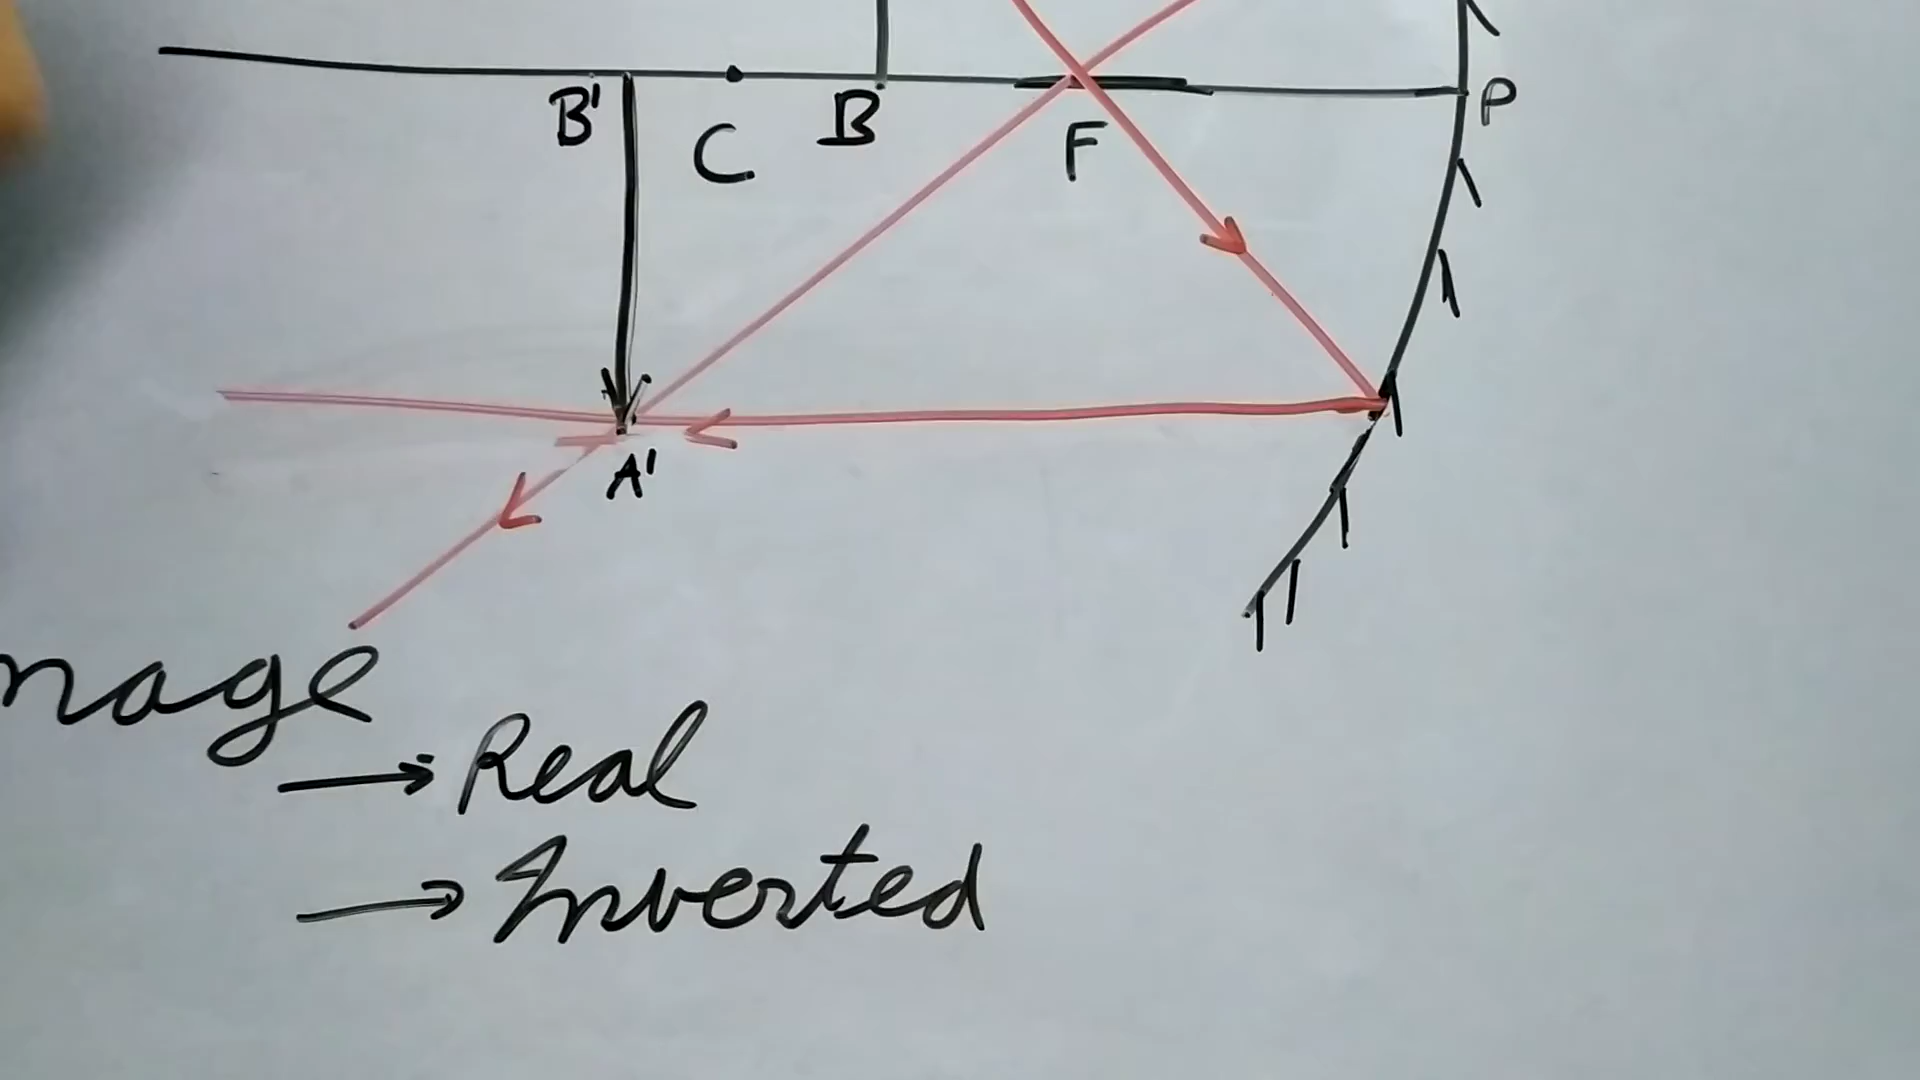 B' C B F P
A'
nage
→ Real
→ Inverted